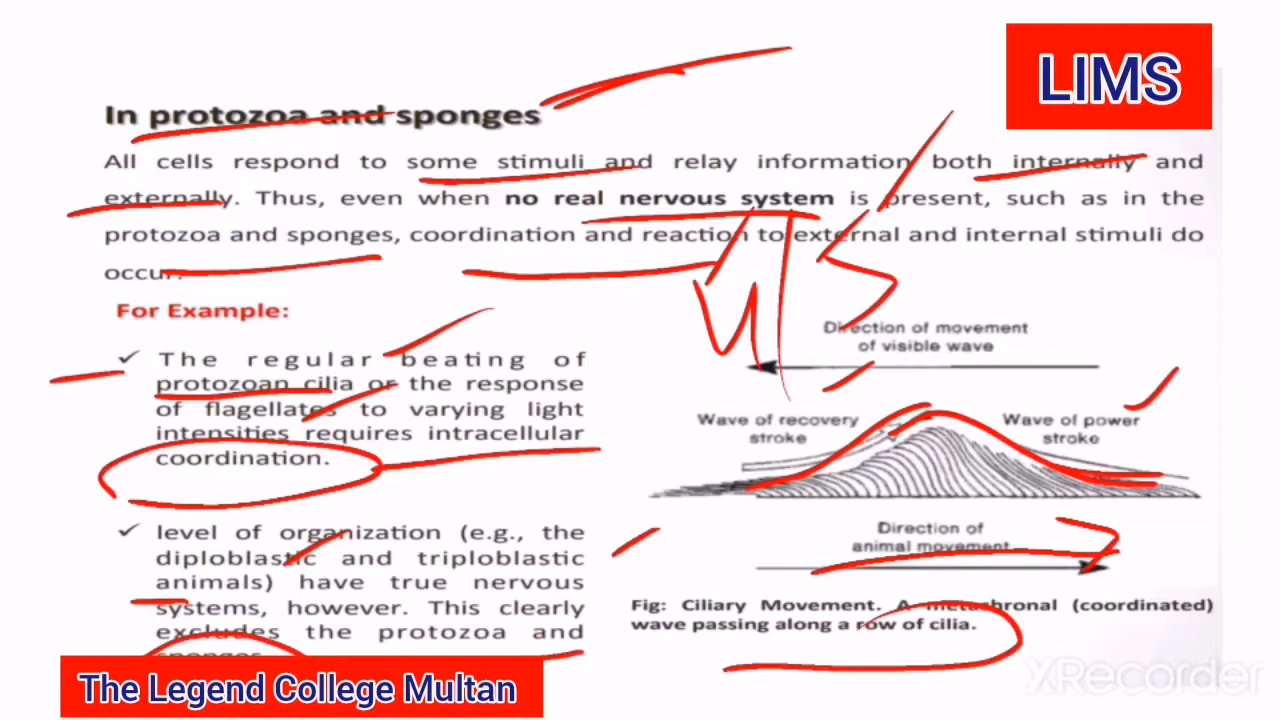 LIMS
In protozoa and sponges
All cells respond to some stimuli and relay information both internally and
externally. Thus, even when no real nervous system is present, such as in the
protozoa and sponges, coordination and reaction to external and internal stimuli do
occur.
For Example:
✓ The regular beating of
protozoan cilia or the response
of flagellates to varying light
intensities requires intracellular
coordination.
✓ level of organization (e.g., the
diploblastic and triploblastic
animals) have true nervous
systems, however. This clearly
excludes the protozoa and
sponges.
Direction of movement
of visible wave
Wave of recovery
stroke
Wave of power
stroke
Direction of
animal movement
Fig: Ciliary Movement. A metachronal (coordinated)
wave passing along a row of cilia.
The Legend College Multan
XRecorder